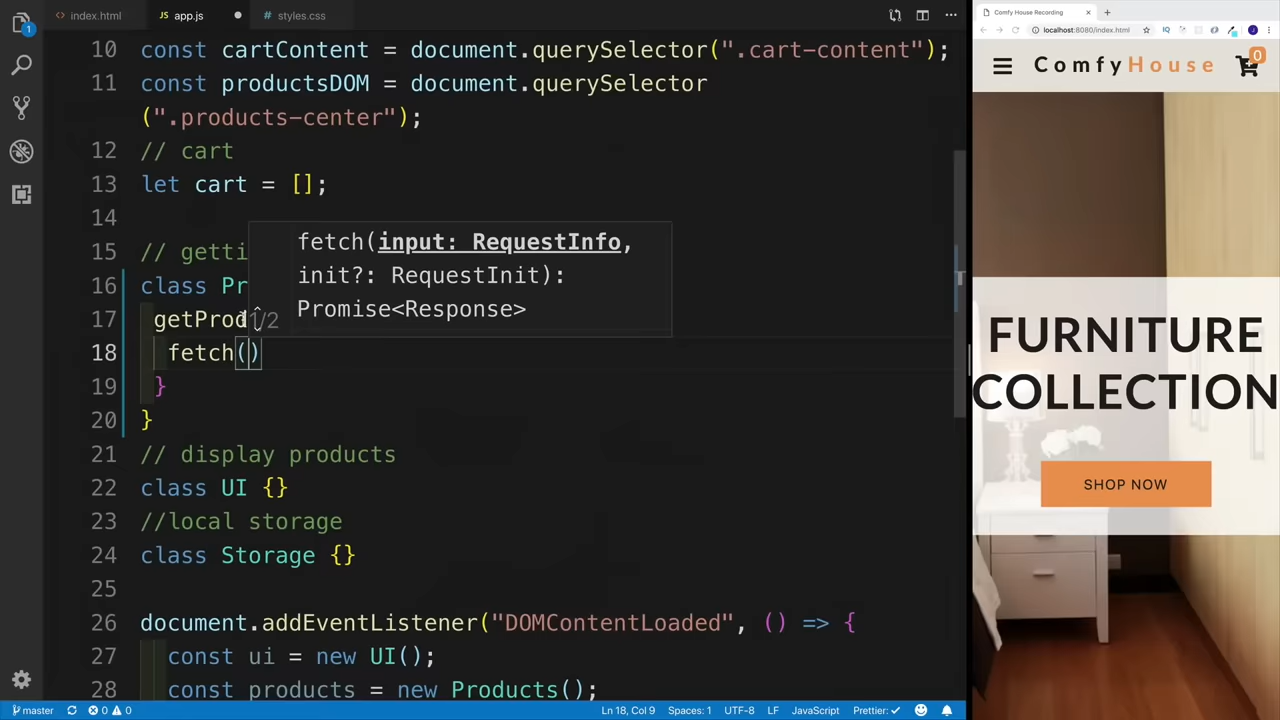 index.html
app.js
styles.css
10 const cartContent = document.querySelector(".cart-content");
11 const productsDOM = document.querySelector
(".products-center");
12 // cart
13 let cart = [];
14
15 // getti
16 class Pr
17 getProd
1/2
fetch(input: RequestInfo,
init?: RequestInit):
Promise<Response>
18 fetch()
19 }
20 }
21 // display products
22 class UI {}
23 //local storage
24 class Storage {}
25
26 document.addEventListener("DOMContentLoaded", () => {
27 const ui = new UI();
28 const products = new Products();
1
master
0 0
Ln 18, Col 9
Spaces: 1
UTF-8
LF
JavaScript
Prettier: ✓
Comfy House Recording
localhost:8080/index.html
IQ
J
ComfyHouse
0
FURNITURE
COLLECTION
SHOP NOW